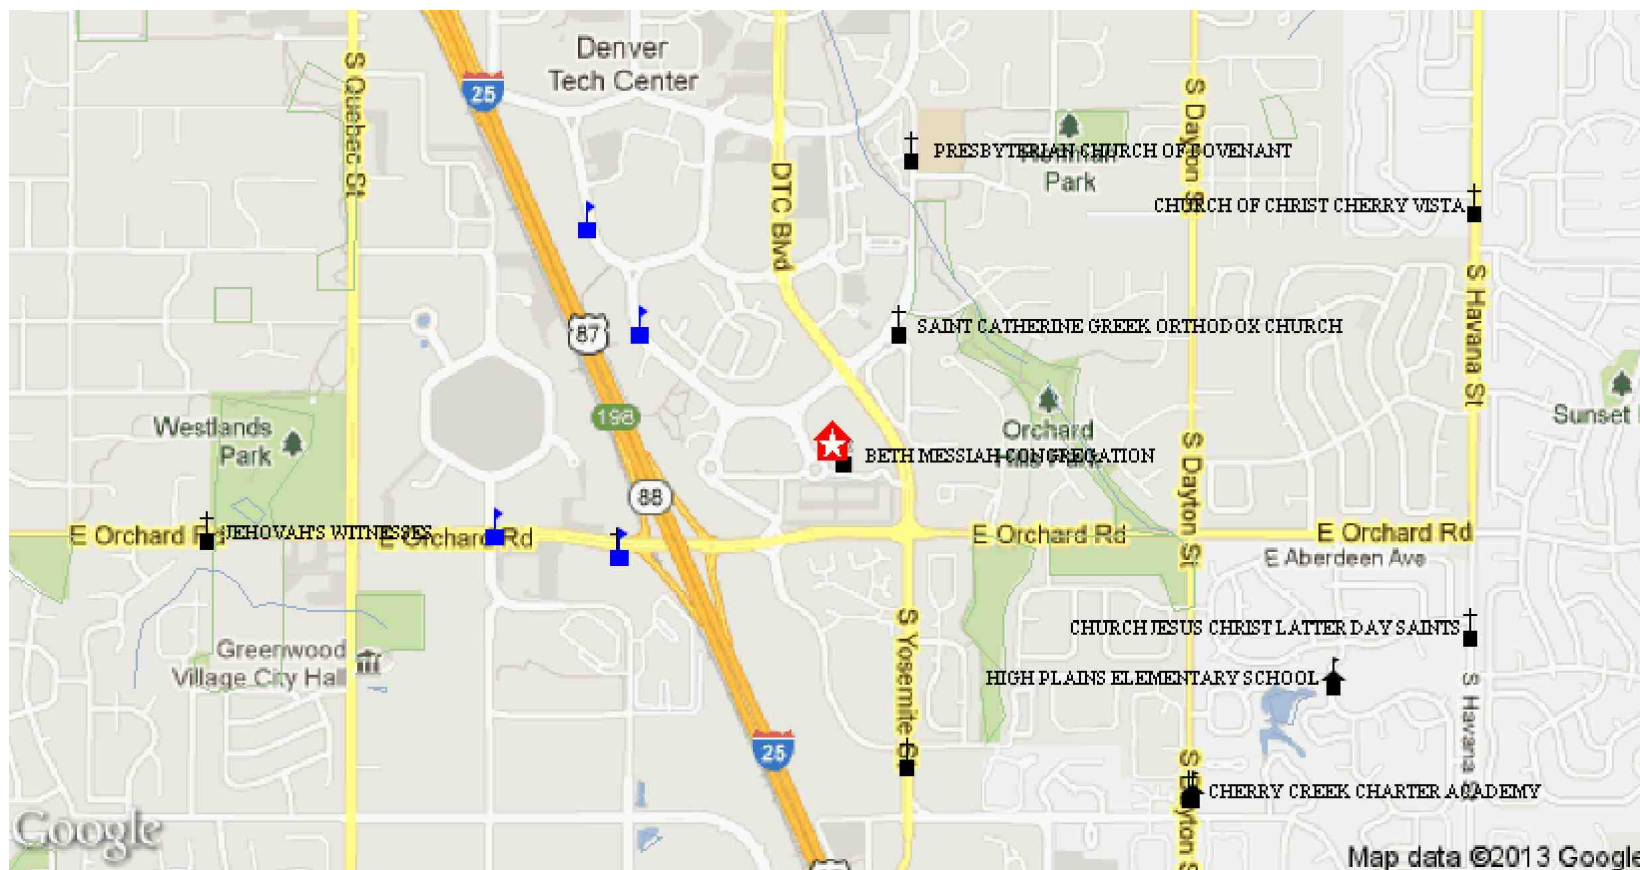 Denver
Tech Center
25
S Quebec St
S Dayton St
PRESBYTERIAN CHURCH OF COVENANT
Park
DTC Blvd
CHURCH OF CHRIST CHERRY VISTA
S Havana St
87
SAINT CATHERINE GREEK ORTHODOX CHURCH
Sunset
198
Westlands
Park
Orchard
Hills Park
BETH MESSIAH CONGREGATION
S Dayton St
88
E Orchard Rd
JEHOVAH'S WITNESSES
E Orchard Rd
E Orchard Rd
E Orchard Rd
E Aberdeen Ave
S Yosemite St
CHURCH JESUS CHRIST LATTER DAY SAINTS
Greenwood
Village City Hall
HIGH PLAINS ELEMENTARY SCHOOL
S Havana St
25
S Dayton S
CHERRY CREEK CHARTER ACADEMY
Google
Map data ©2013 Google